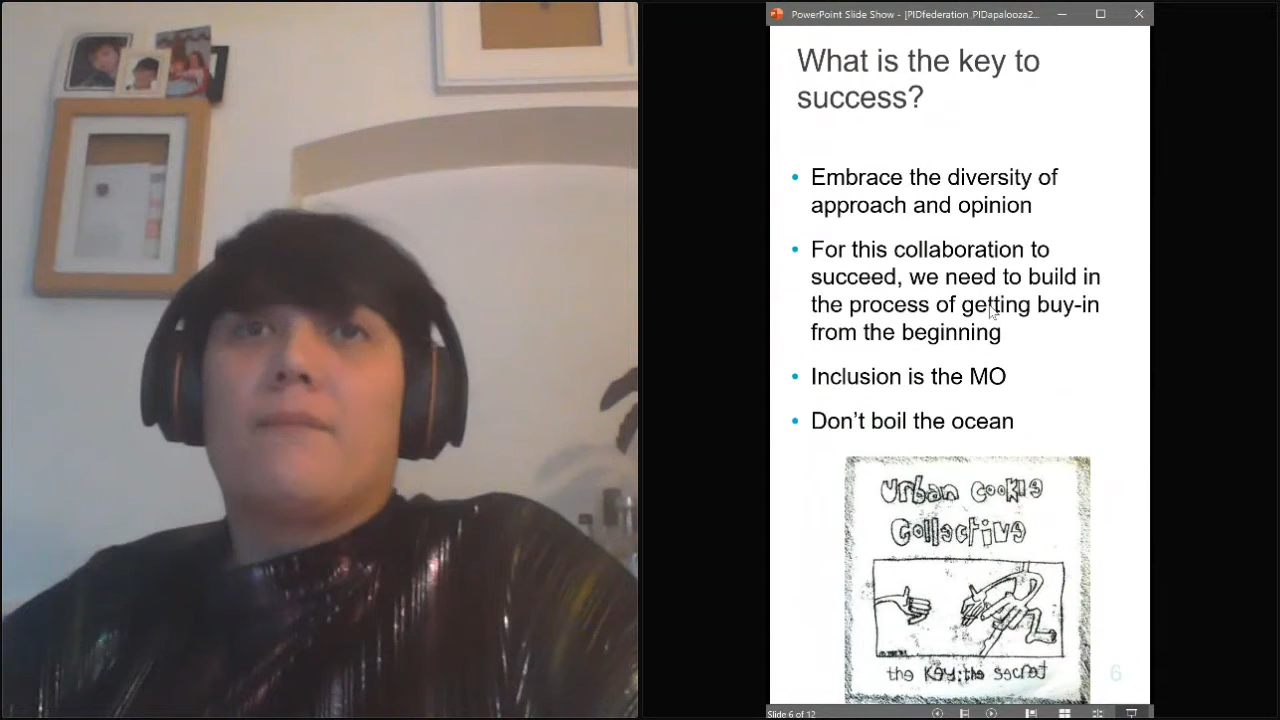 PowerPoint Slide Show - [PIDfederation_PIDapalooza2...
What is the key to
success?
• Embrace the diversity of
approach and opinion
• For this collaboration to
succeed, we need to build in
the process of getting buy-in
from the beginning
• Inclusion is the MO
• Don’t boil the ocean
Urban Cookie
Collective
the key:the secret
6
Slide 6 of 12